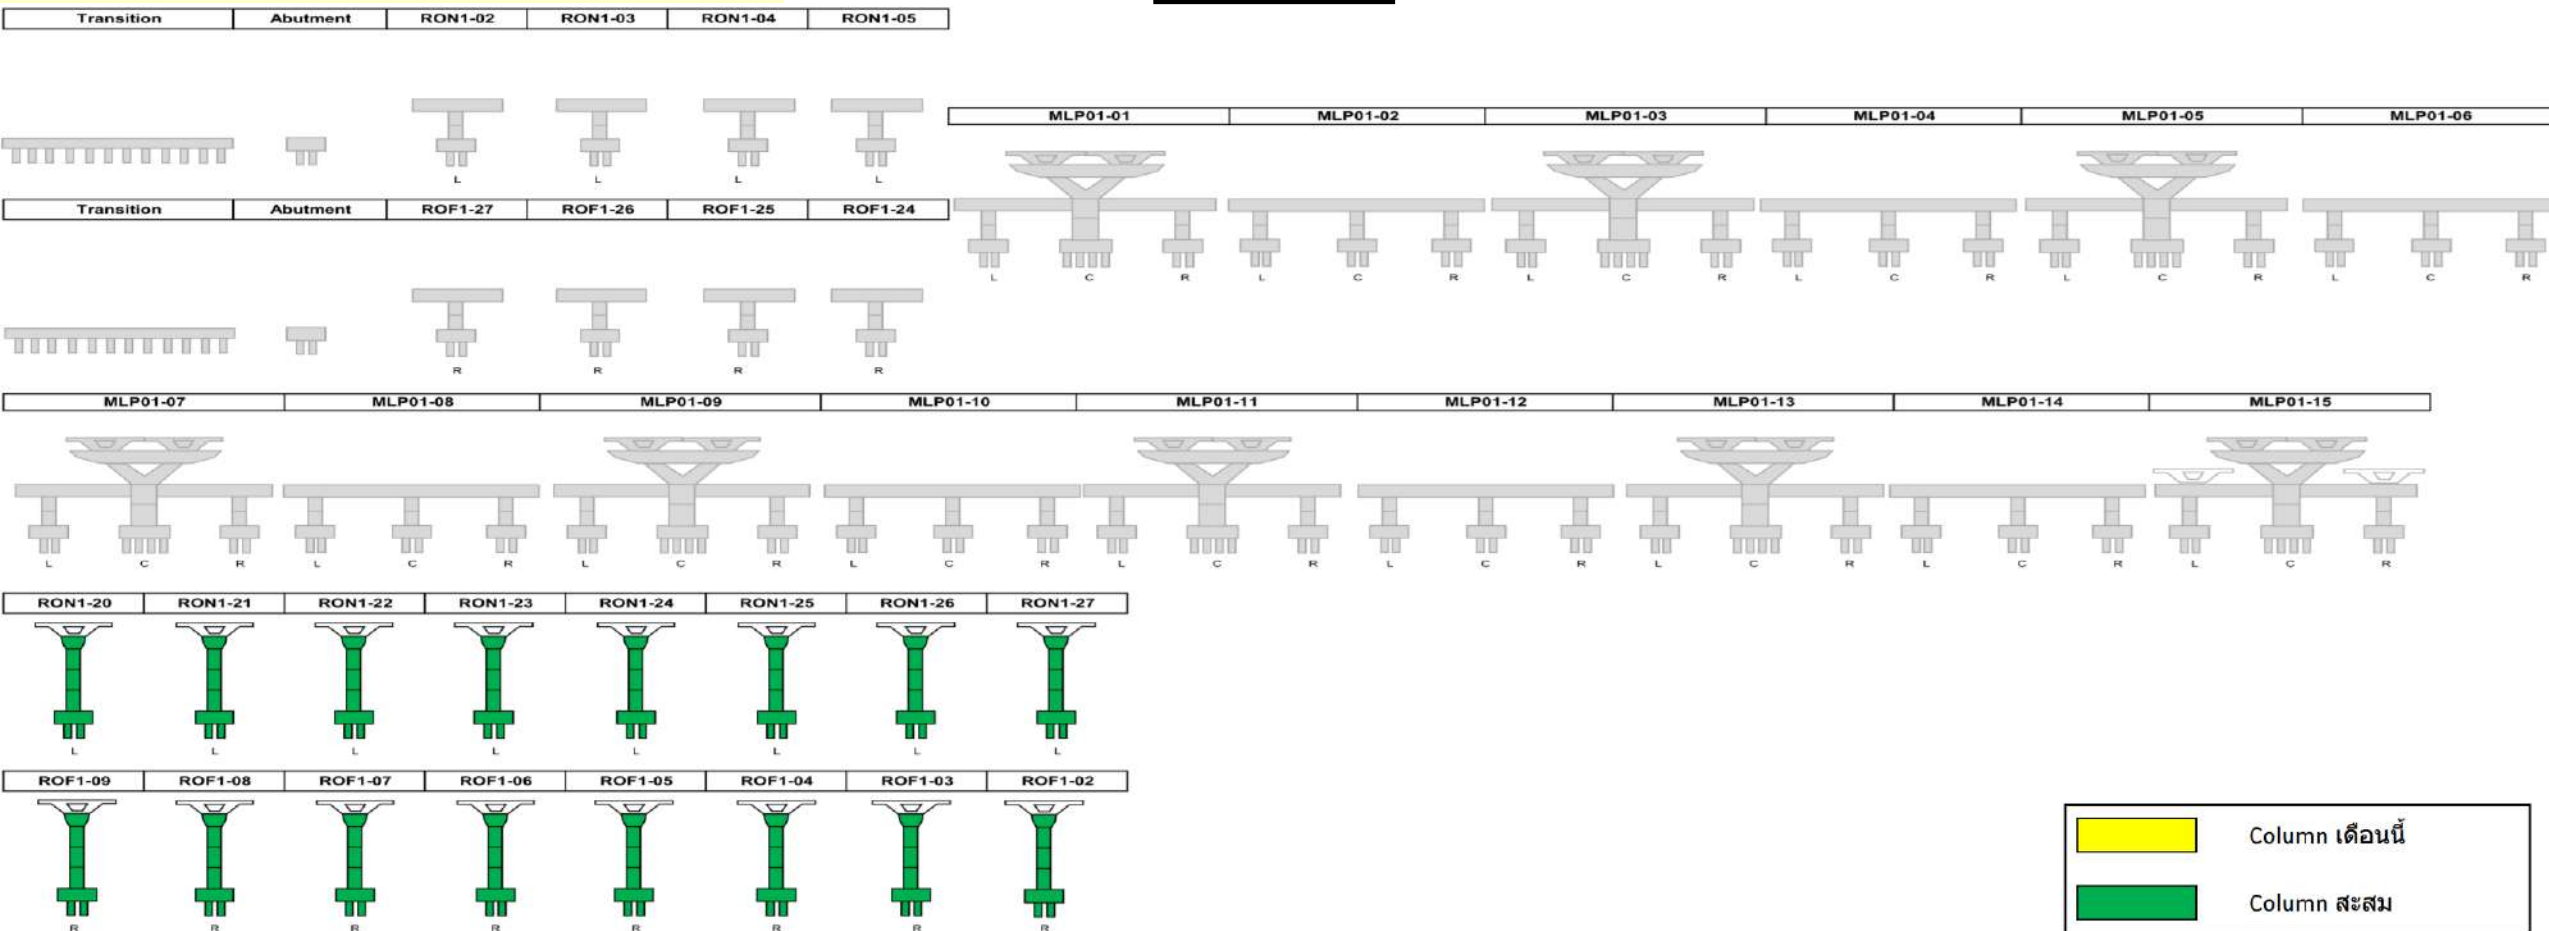 Transition Abutment RON1-02 RON1-03 RON1-04 RON1-05
L L L L
MLP01-01 MLP01-02 MLP01-03 MLP01-04 MLP01-05 MLP01-06
L C R L C R L C R L C R L C R L C R
Transition Abutment ROF1-27 ROF1-26 ROF1-25 ROF1-24
R R R R
MLP01-07 MLP01-08 MLP01-09 MLP01-10 MLP01-11 MLP01-12 MLP01-13 MLP01-14 MLP01-15
L C R L C R L C R L C R L C R L C R L C R L C R L C R
RON1-20 RON1-21 RON1-22 RON1-23 RON1-24 RON1-25 RON1-26 RON1-27
L L L L L L L L
ROF1-09 ROF1-08 ROF1-07 ROF1-06 ROF1-05 ROF1-04 ROF1-03 ROF1-02
R R R R R R R R
Column เดือนนี้
Column สะสม